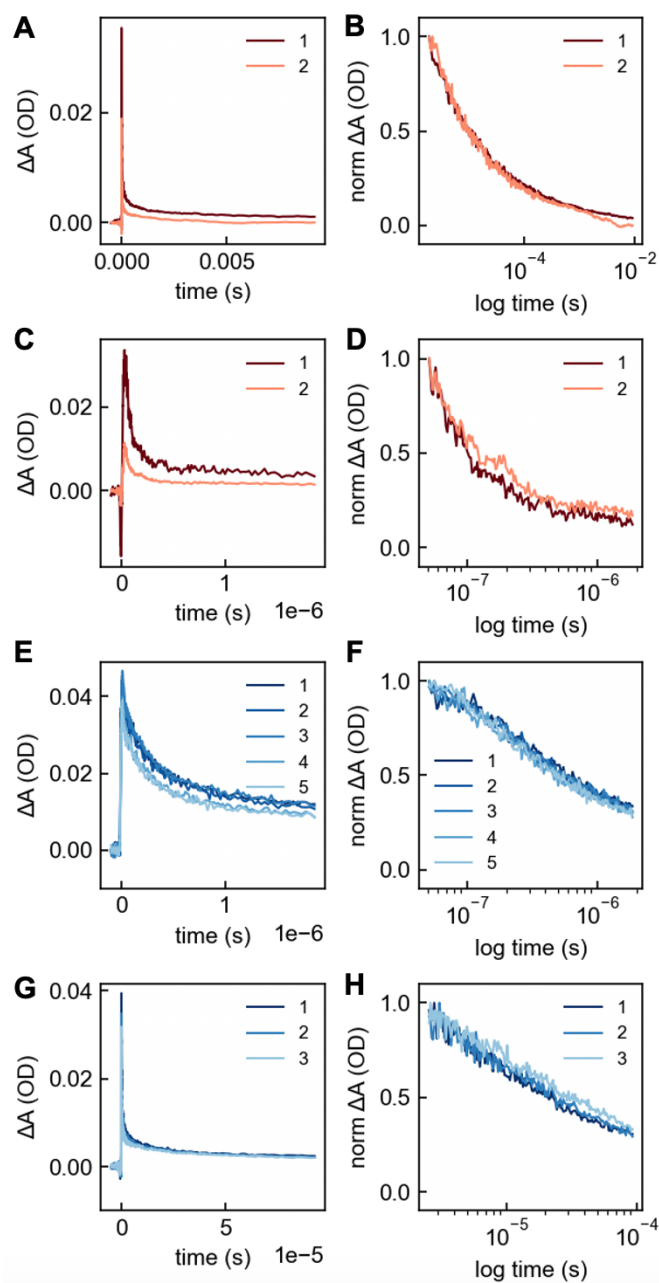 A
B
1
2
1
2
0.02
0.00
ΔA (OD)
1.0
0.5
0.0
norm ΔA (OD)
0.000
0.005
time (s)
10⁻⁴
10⁻²
log time (s)
C
D
1
2
1
2
0.02
0.00
ΔA (OD)
1.0
0.5
0.0
norm ΔA (OD)
0
1
time (s)
1e−6
10⁻⁷
10⁻⁶
log time (s)
E
F
1
2
3
4
5
0.04
0.02
0.00
ΔA (OD)
1.0
0.5
0.0
norm ΔA (OD)
1
2
3
4
5
0
1
time (s)
1e−6
10⁻⁷
10⁻⁶
log time (s)
G
H
1
2
3
1
2
3
0.04
0.02
0.00
ΔA (OD)
1.0
0.5
0.0
norm ΔA (OD)
0
5
time (s)
1e−5
10⁻⁵
10⁻⁴
log time (s)